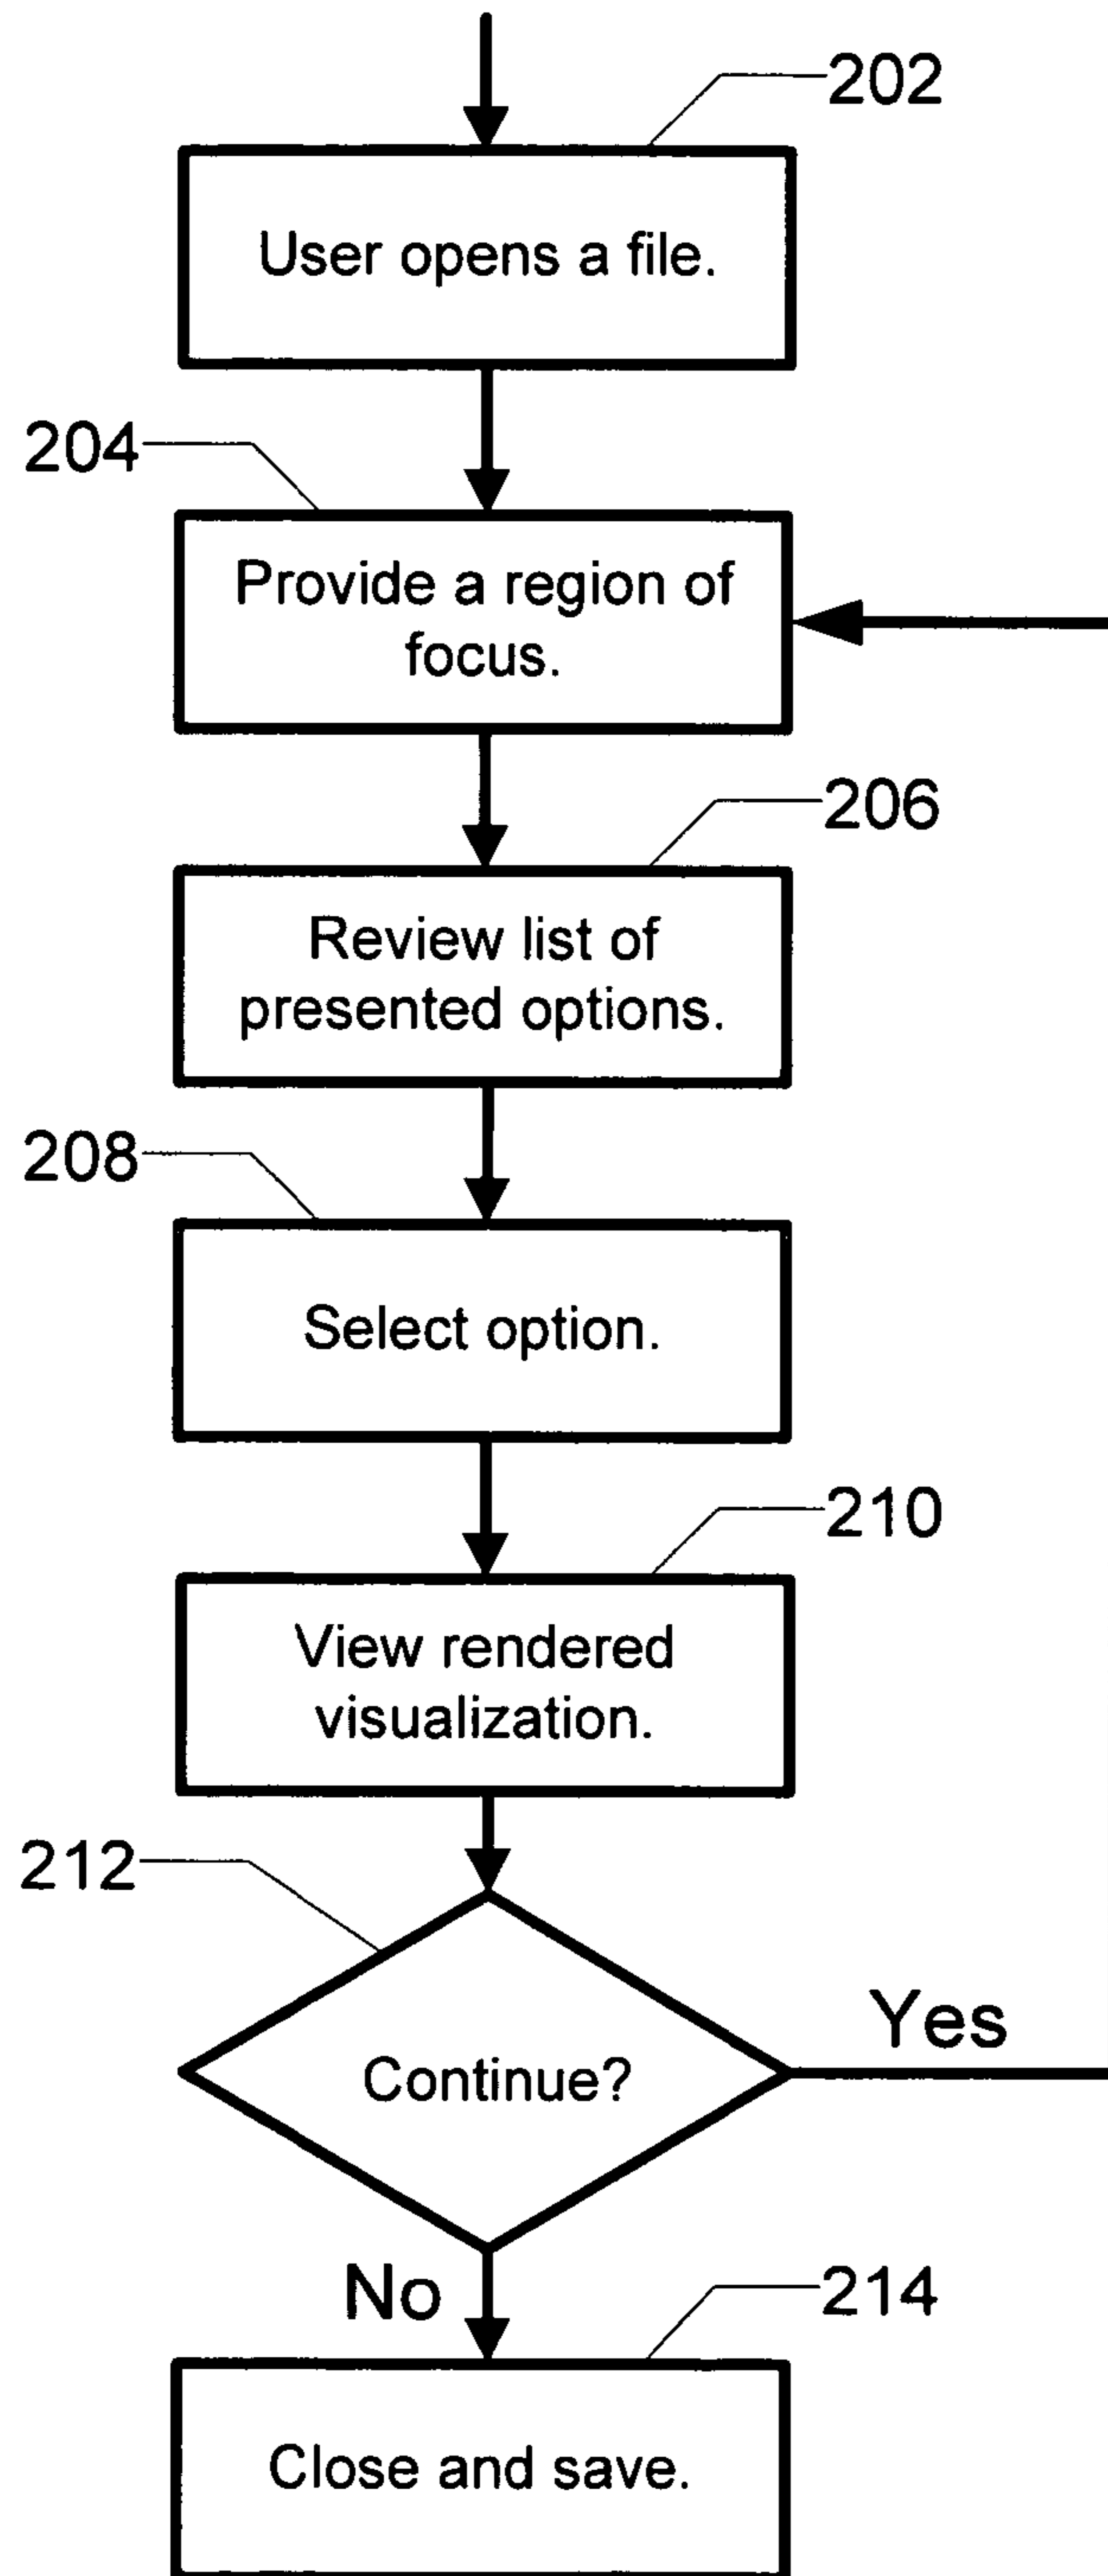 202
User opens a file.
204
Provide a region of
focus.
206
Review list of
presented options.
208
Select option.
210
View rendered
visualization.
212
Continue?
Yes
No
214
Close and save.